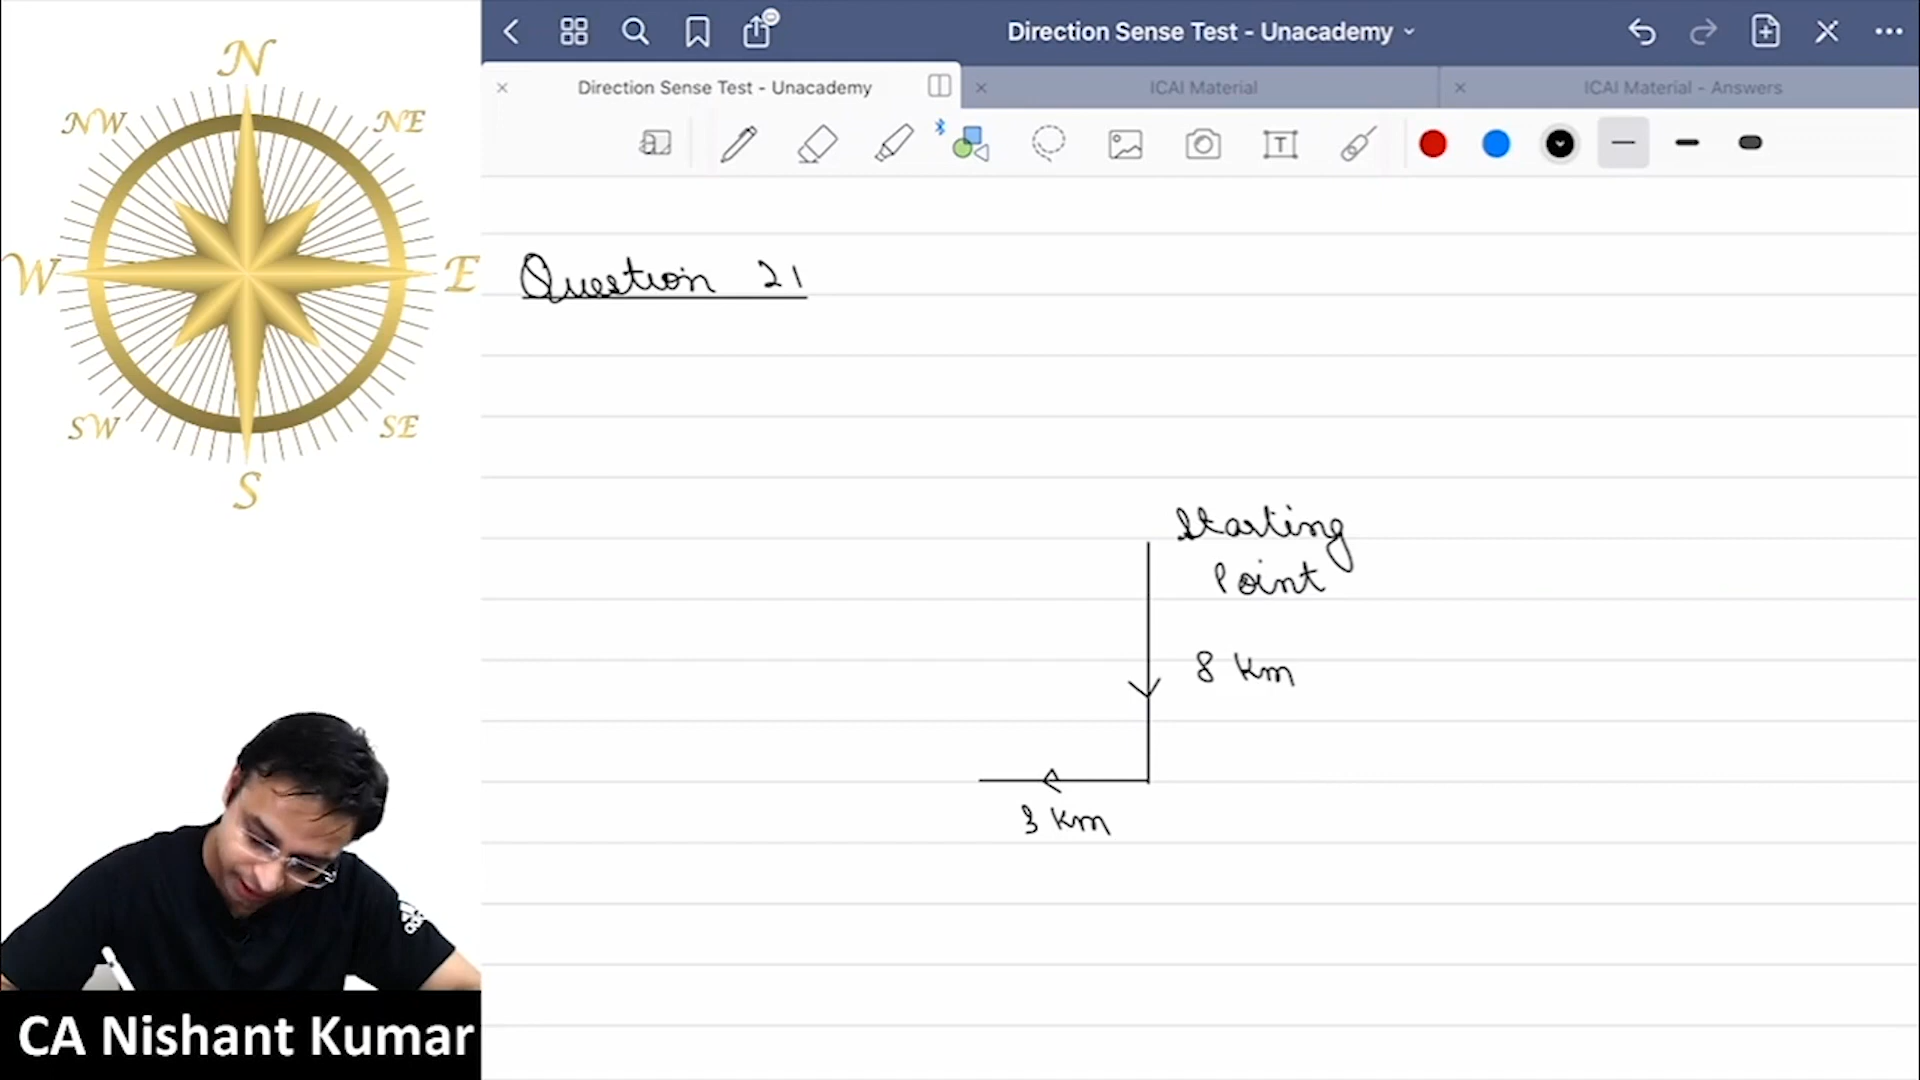 N
NW
NE
W
E
SW
SE
S
CA Nishant Kumar
Direction Sense Test - Unacademy
Direction Sense Test - Unacademy
ICAI Material
ICAI Material - Answers
Question 21
Starting
Point
8 Km
3 Km